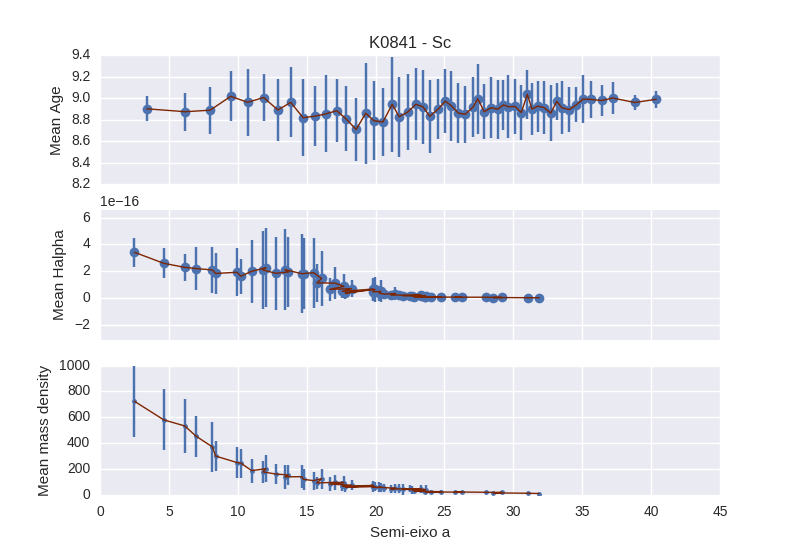 K0841 - Sc
Mean Age
9.4
9.2
9.0
8.8
8.6
8.4
8.2
1e−16
Mean Halpha
6
4
2
0
−2
Mean mass density
1000
800
600
400
200
0
0 5 10 15 20 25 30 35 40 45
Semi-eixo a